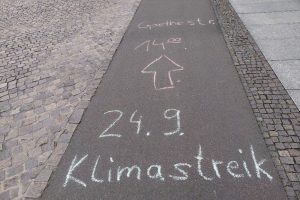 Goethestr.
14⁰⁰
24.9.
Klimastreik